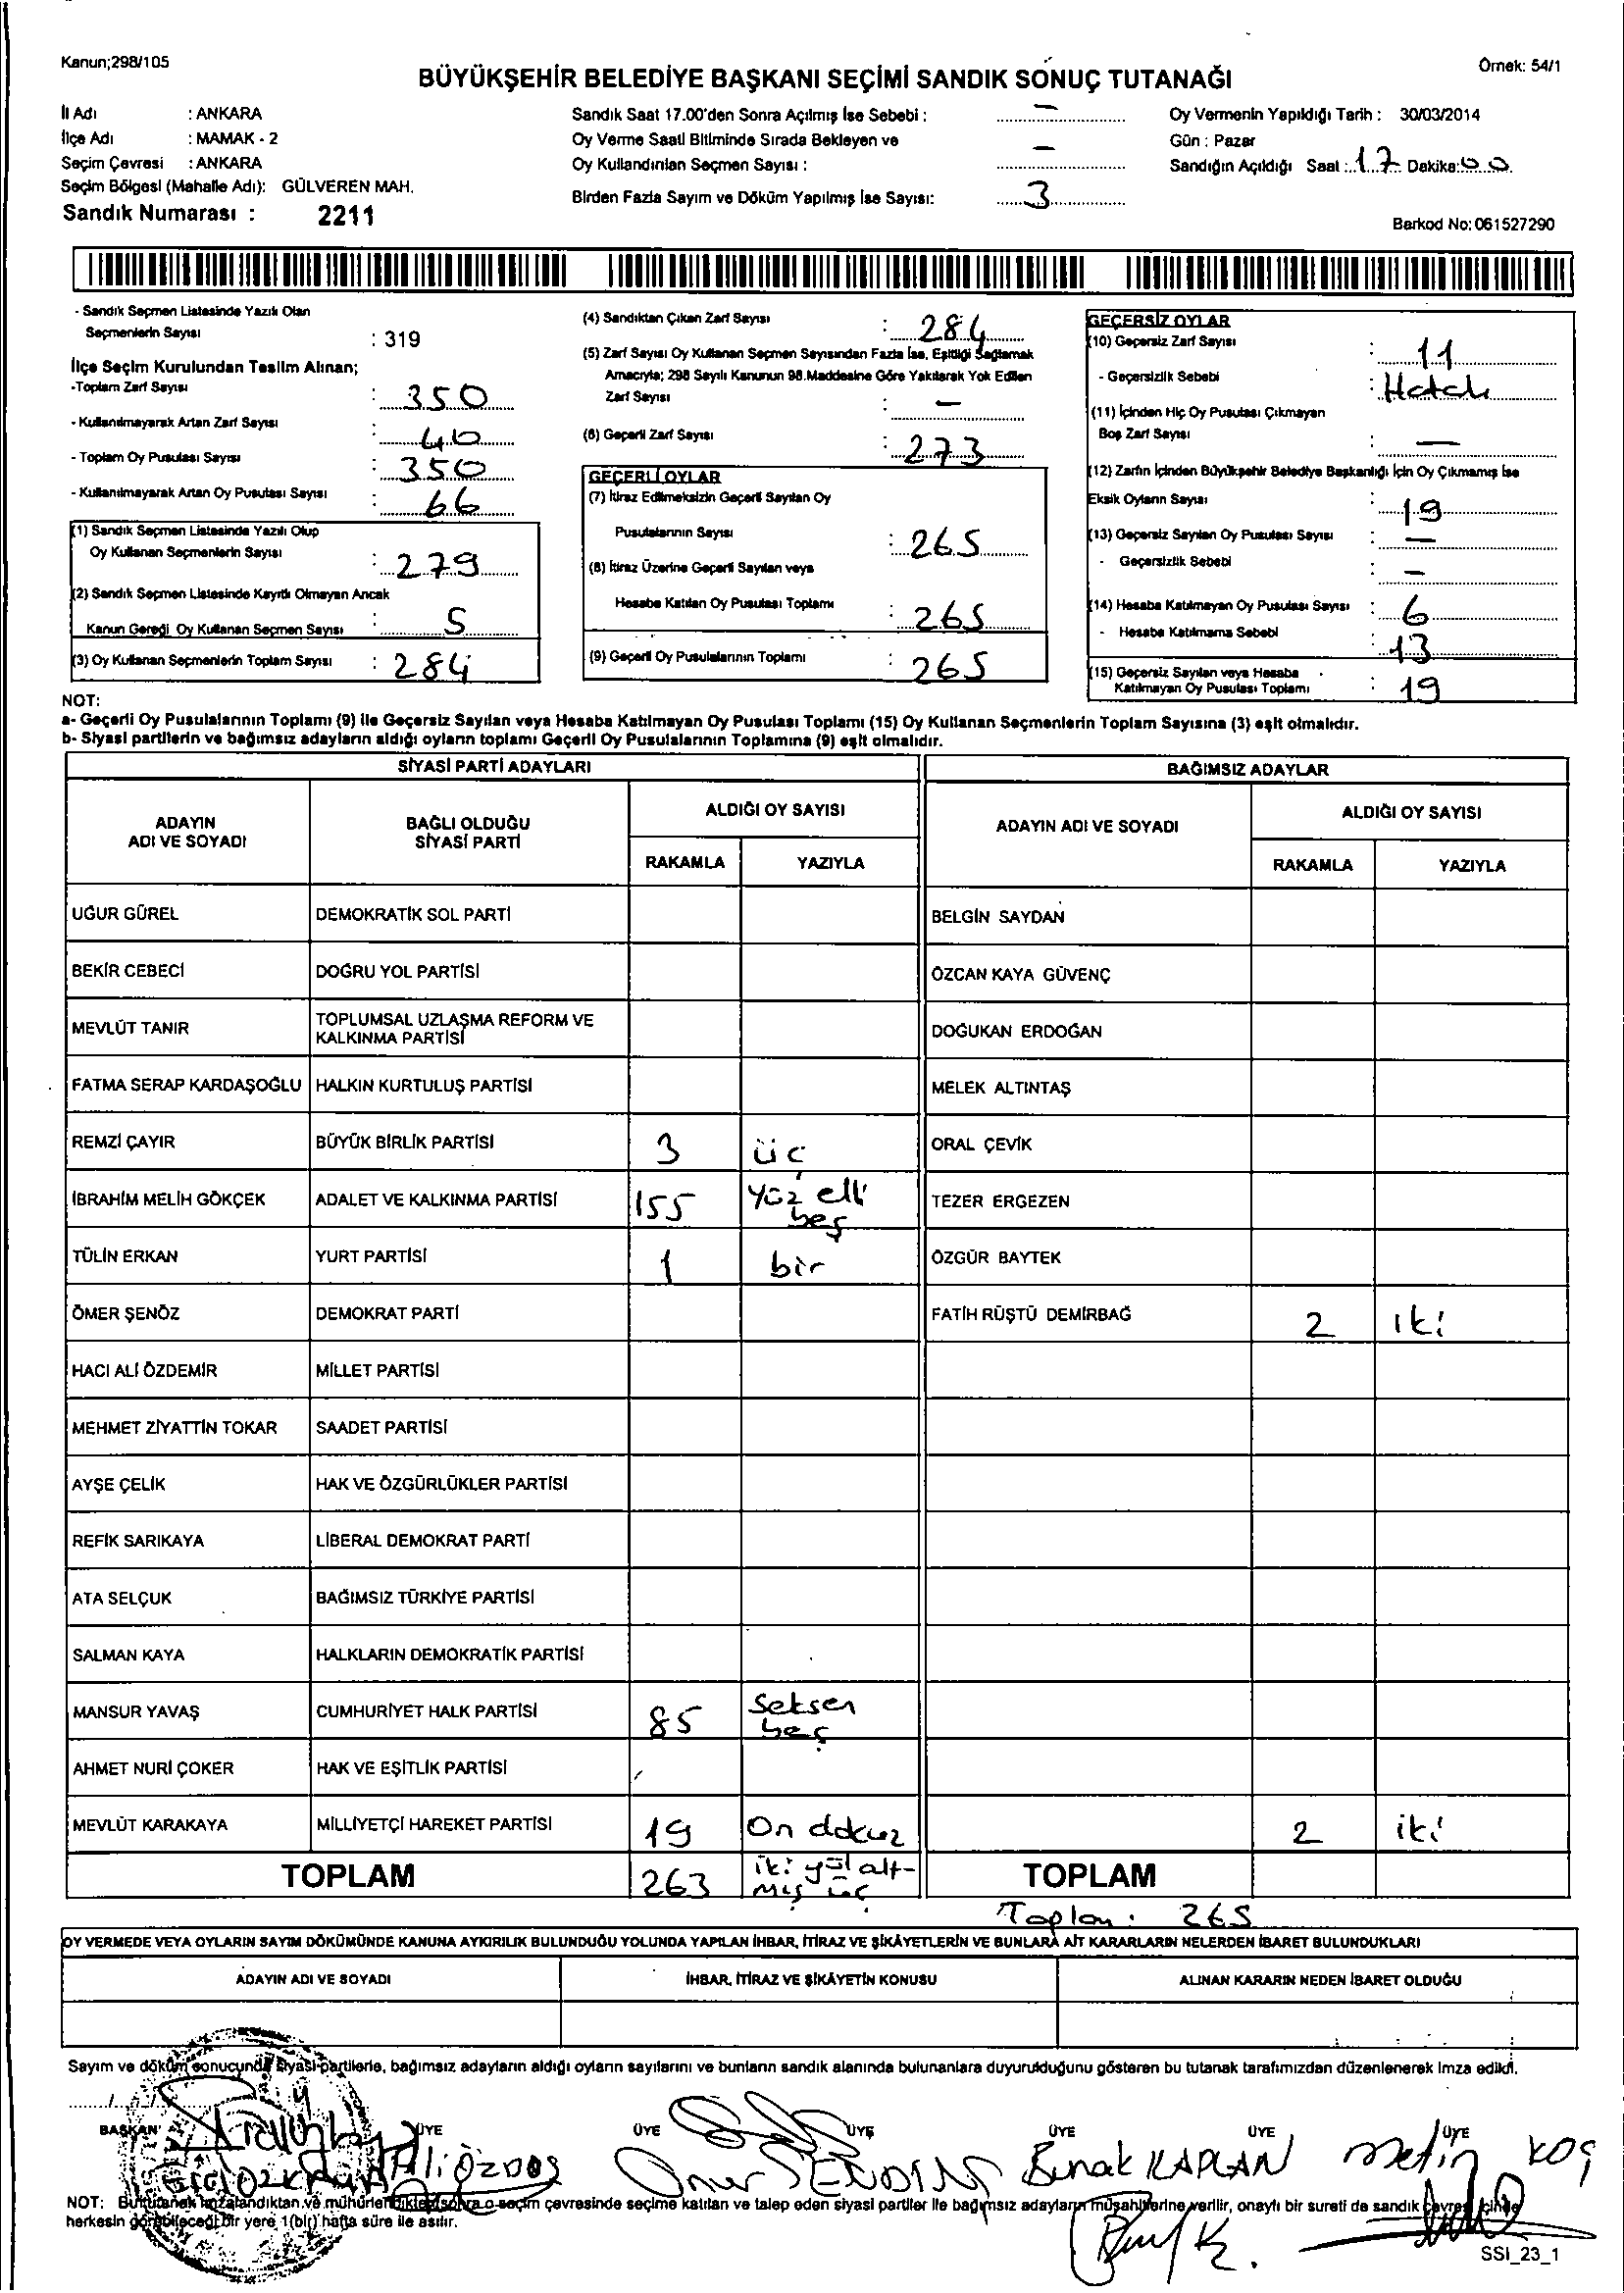 Kanun;298/105
Örnek: 54/1
BÜYÜKŞEHİR BELEDİYE BAŞKANI SEÇİMİ SANDIK SONUÇ TUTANAĞI
İl Adı : ANKARA
İlçe Adı : MAMAK - 2
Seçim Çevresi : ANKARA
Seçim Bölgesi (Mahalle Adı): GÜLVEREN MAH.
Sandık Numarası : 2211
Sandık Saat 17.00'den Sonra Açılmış İse Sebebi : –
Oy Verme Saati Bitiminde Sırada Bekleyen ve
Oy Kullandırılan Seçmen Sayısı : –
Birden Fazla Sayım ve Döküm Yapılmış İse Sayısı: 3
Oy Vermenin Yapıldığı Tarih : 30/03/2014
Gün : Pazar
Sandığın Açıldığı Saat : 17 Dakika: 00
Barkod No: 061527290
- Sandık Seçmen Listesinde Yazılı Olan
Seçmenlerin Sayısı : 319
İlçe Seçim Kurulundan Teslim Alınan;
-Toplam Zarf Sayısı : 350
- Kullanılmayarak Artan Zarf Sayısı : 40
- Toplam Oy Pusulası Sayısı : 350
- Kullanılmayarak Artan Oy Pusulası Sayısı : 66
(1) Sandık Seçmen Listesinde Yazılı Olup
Oy Kullanan Seçmenlerin Sayısı : 279
(2) Sandık Seçmen Listesinde Kayıtlı Olmayan Ancak
Kanun Gereği Oy Kullanan Seçmen Sayısı : 5
(3) Oy Kullanan Seçmenlerin Toplam Sayısı : 284
(4) Sandıktan Çıkan Zarf Sayısı : 284
(5) Zarf Sayısı Oy Kullanan Seçmen Sayısından Fazla İse, Eşitliği Sağlamak
Amacıyla; 298 Sayılı Kanunun 98.Maddesine Göre Yakılarak Yok Edilen
Zarf Sayısı : –
(6) Geçerli Zarf Sayısı : 273
GEÇERLİ OYLAR
(7) İtiraz Edilmeksizin Geçerli Sayılan Oy
Pusulalarının Sayısı : 265
(8) İtiraz Üzerine Geçerli Sayılan veya
Hesaba Katılan Oy Pusulası Toplamı : 265
(9) Geçerli Oy Pusulalarının Toplamı : 265
GEÇERSİZ OYLAR
(10) Geçersiz Zarf Sayısı : 11
- Geçersizlik Sebebi : Hatalı
(11) İçinden Hiç Oy Pusulası Çıkmayan
Boş Zarf Sayısı : –
(12) Zarfın İçinden Büyükşehir Belediye Başkanlığı İçin Oy Çıkmamış İse
Eksik Oyların Sayısı : 19
(13) Geçersiz Sayılan Oy Pusulası Sayısı : –
- Geçersizlik Sebebi : –
(14) Hesaba Katılmayan Oy Pusulası Sayısı : 6
- Hesaba Katılmama Sebebi : 13
(15) Geçersiz Sayılan veya Hesaba
Katılmayan Oy Pusulası Toplamı : 19
NOT:
a- Geçerli Oy Pusulalarının Toplamı (9) ile Geçersiz Sayılan veya Hesaba Katılmayan Oy Pusulası Toplamı (15) Oy Kullanan Seçmenlerin Toplam Sayısına (3) eşit olmalıdır.
b- Siyasi partilerin ve bağımsız adayların aldığı oyların toplamı Geçerli Oy Pusulalarının Toplamına (9) eşit olmalıdır.
SİYASİ PARTİ ADAYLARI
BAĞIMSIZ ADAYLAR
ADAYIN ADI VE SOYADI
BAĞLI OLDUĞU SİYASİ PARTİ
ALDIĞI OY SAYISI
RAKAMLA YAZIYLA
ADAYIN ADI VE SOYADI
ALDIĞI OY SAYISI
RAKAMLA YAZIYLA
UĞUR GÜREL DEMOKRATİK SOL PARTİ BELGİN SAYDAN
BEKİR CEBECİ DOĞRU YOL PARTİSİ ÖZCAN KAYA GÜVENÇ
MEVLÜT TANIR TOPLUMSAL UZLAŞMA REFORM VE KALKINMA PARTİSİ DOĞUKAN ERDOĞAN
FATMA SERAP KARDAŞOĞLU HALKIN KURTULUŞ PARTİSİ MELEK ALTINTAŞ
REMZİ ÇAYIR BÜYÜK BİRLİK PARTİSİ 3 üç ORAL ÇEVİK
İBRAHİM MELİH GÖKÇEK ADALET VE KALKINMA PARTİSİ 155 yüz elli beş TEZER ERGEZEN
TÜLİN ERKAN YURT PARTİSİ 1 bir ÖZGÜR BAYTEK
ÖMER ŞENÖZ DEMOKRAT PARTİ FATİH RÜŞTÜ DEMİRBAĞ 2 iki
HACI ALİ ÖZDEMİR MİLLET PARTİSİ
MEHMET ZİYATTİN TOKAR SAADET PARTİSİ
AYŞE ÇELİK HAK VE ÖZGÜRLÜKLER PARTİSİ
REFİK SARIKAYA LİBERAL DEMOKRAT PARTİ
ATA SELÇUK BAĞIMSIZ TÜRKİYE PARTİSİ
SALMAN KAYA HALKLARIN DEMOKRATİK PARTİSİ
MANSUR YAVAŞ CUMHURİYET HALK PARTİSİ 85 Seksen beş
AHMET NURİ ÇOKER HAK VE EŞİTLİK PARTİSİ
MEVLÜT KARAKAYA MİLLİYETÇİ HAREKET PARTİSİ 19 On dokuz 2 iki
TOPLAM 263 iki yüz alt-mış üç TOPLAM
Toplam: 265
OY VERMEDE VEYA OYLARIN SAYIM DÖKÜMÜNDE KANUNA AYKIRILIK BULUNDUĞU YOLUNDA YAPILAN İHBAR, İTİRAZ VE ŞİKÂYETLERİN VE BUNLARA AİT KARARLARIN NELERDEN İBARET BULUNDUKLARI
ADAYIN ADI VE SOYADI İHBAR, İTİRAZ VE ŞİKÂYETİN KONUSU ALINAN KARARIN NEDEN İBARET OLDUĞU
Sayım ve döküm sonucunda siyasi partilerle, bağımsız adayların aldığı oyların sayılarını ve bunların sandık alanında bulunanlara duyurulduğunu gösteren bu tutanak tarafımızdan düzenlenerek imza edildi.
BAŞKAN ÜYE ÜYE ÜYE ÜYE ÜYE ÜYE
Ali Burak KAPLAN Metin KOÇ
NOT: Bu tutanak imzalandıktan ve mühürlendikten sonra o seçim çevresinde seçime katılan ve talep eden siyasi partiler ile bağımsız adayların müşahitlerine verilir, onaylı bir sureti de sandık çevresi içinde
herkesin görebileceği bir yere 1(bir) hafta süre ile asılır.
SSİ_23_1